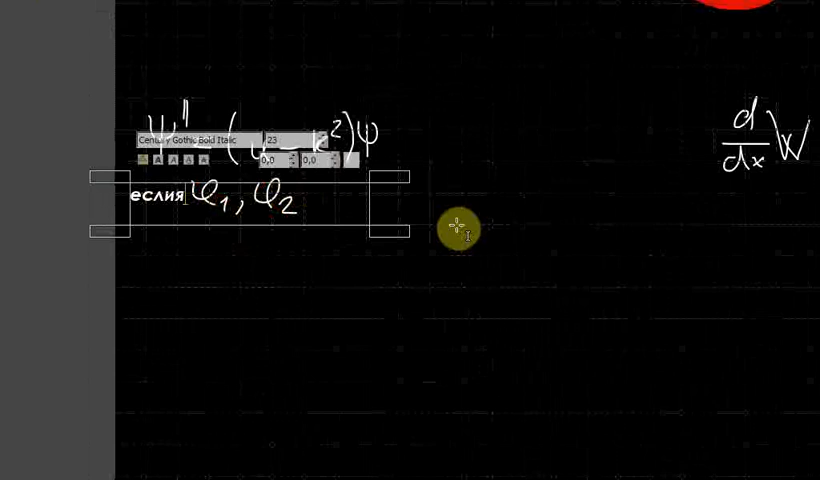 ψ'' = (u - k²)ψ
Century Gothic Bold Italic 23
0,0 0,0
еслия φ₁, φ₂
d/dx W